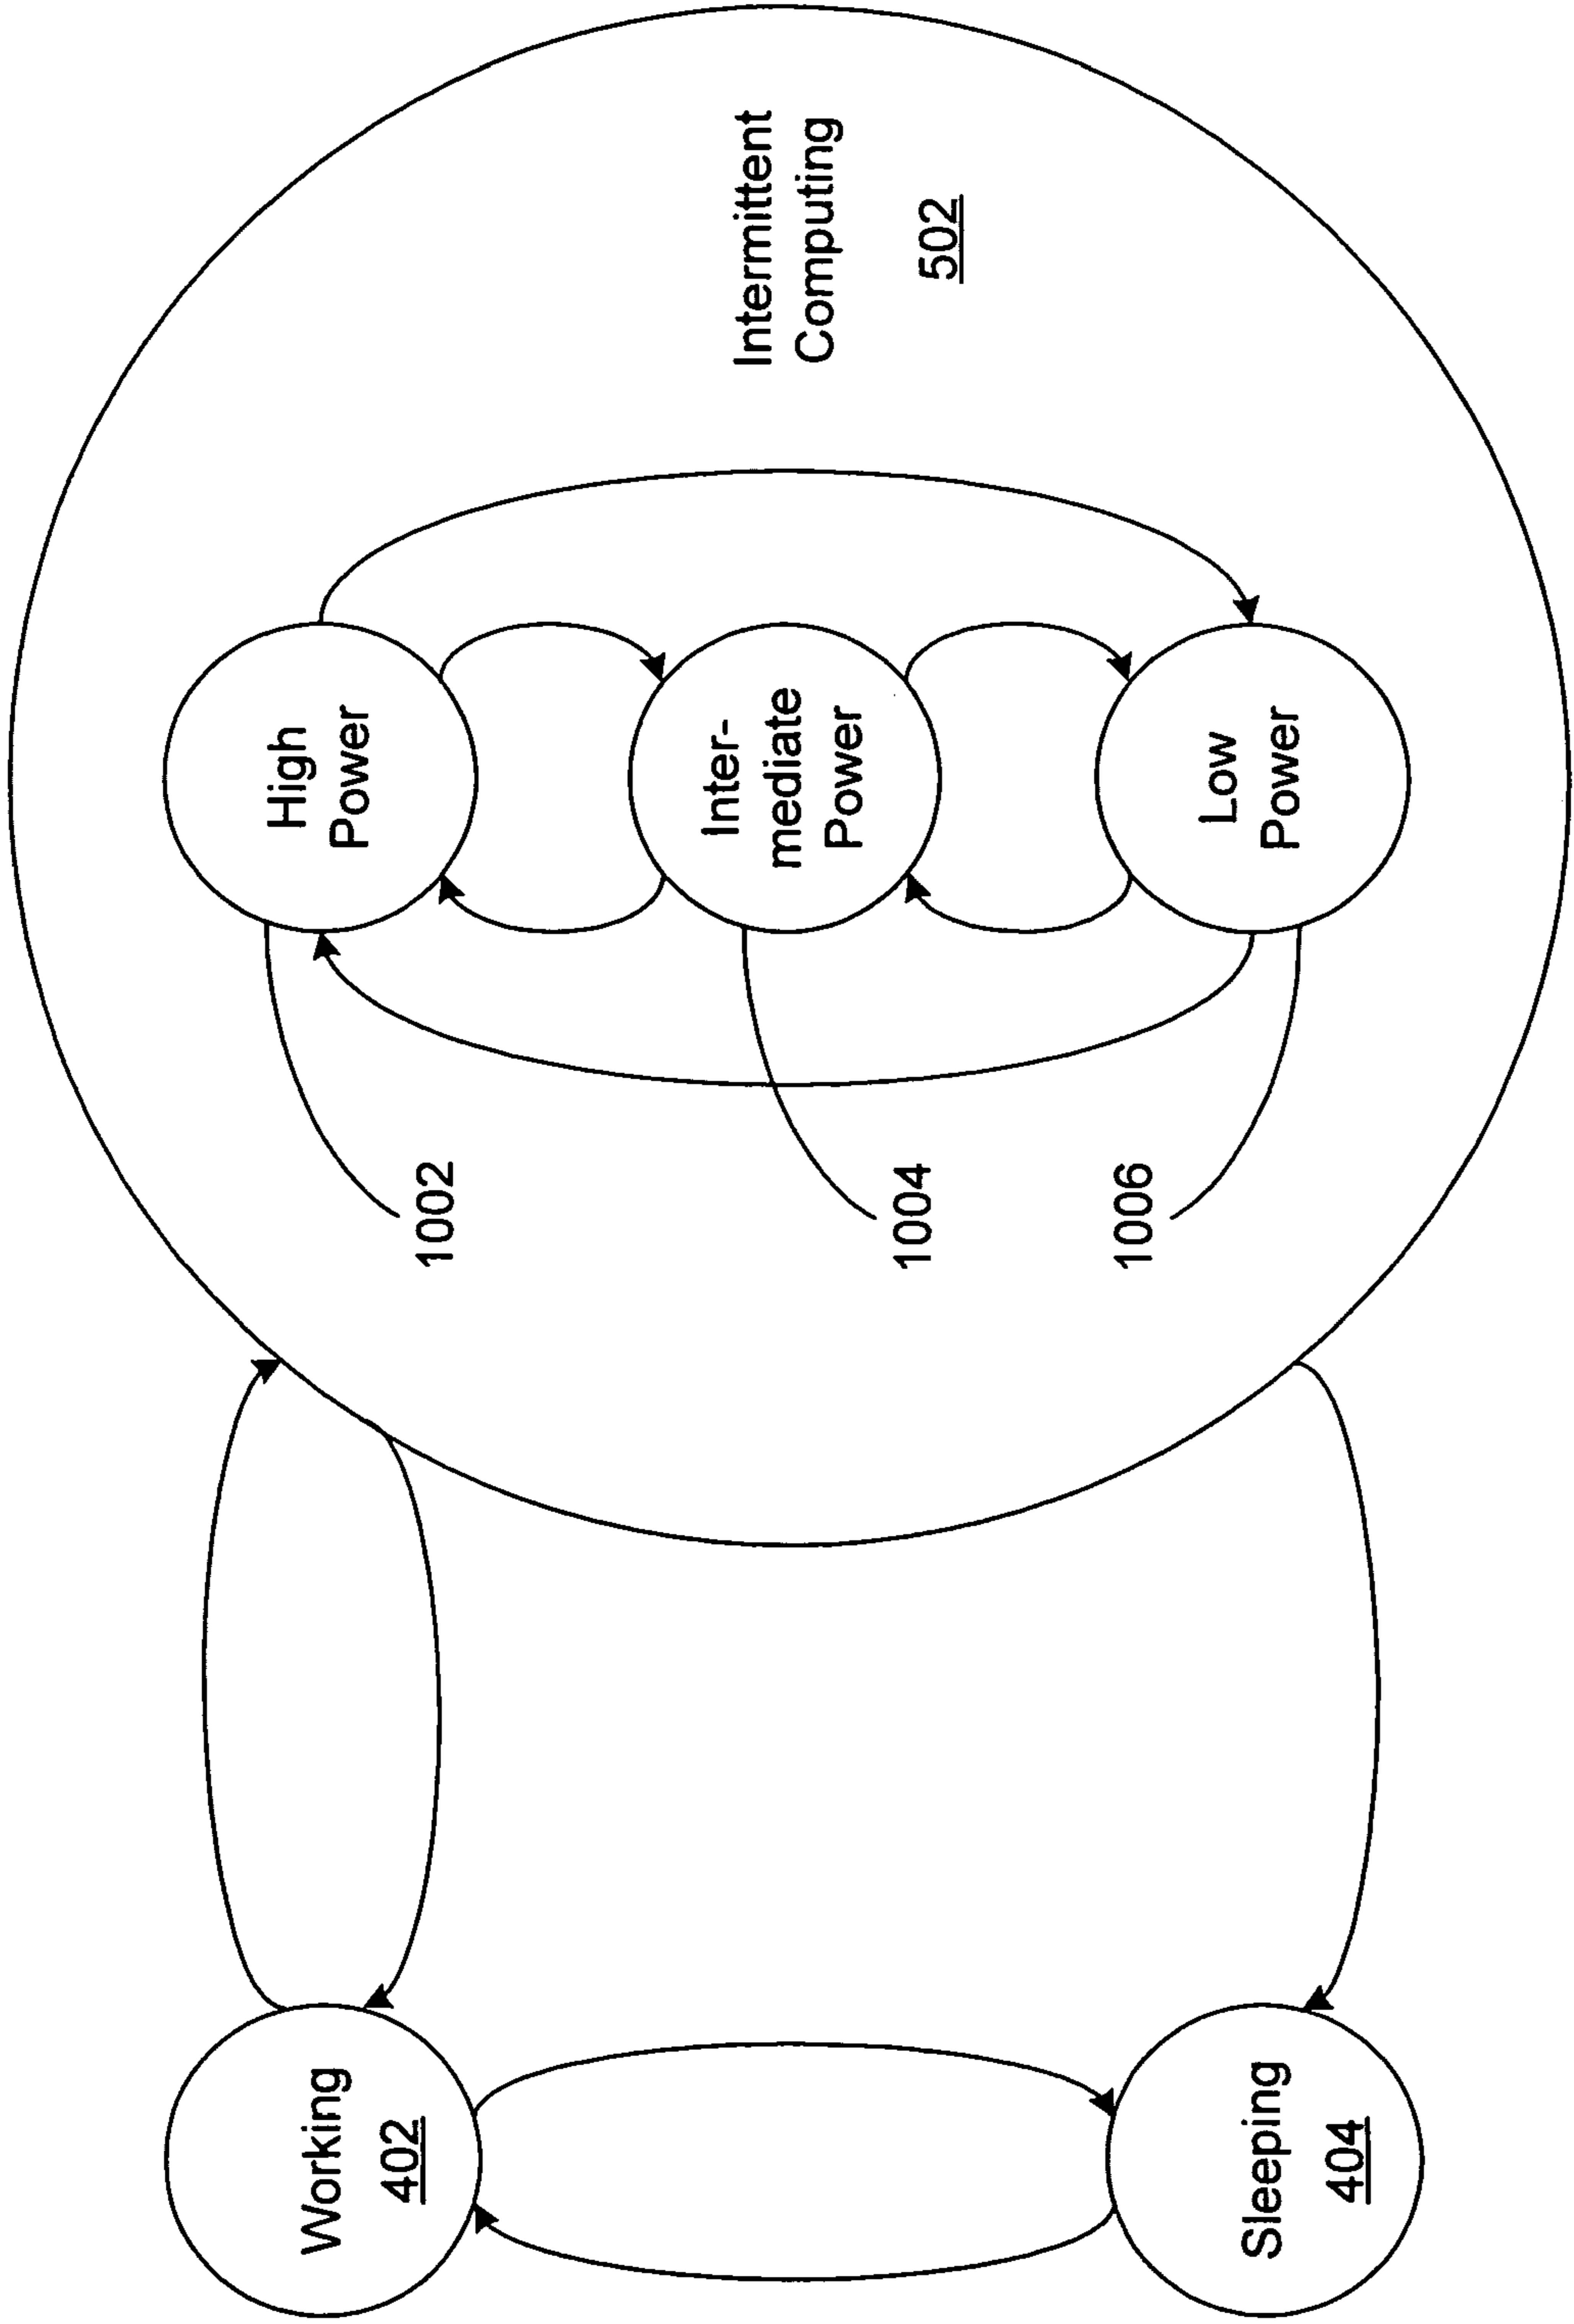 Working
402
High
Power
Inter-
mediate
Power
Low
Power
Intermittent
Computing
502
1002
1004
1006
Sleeping
404